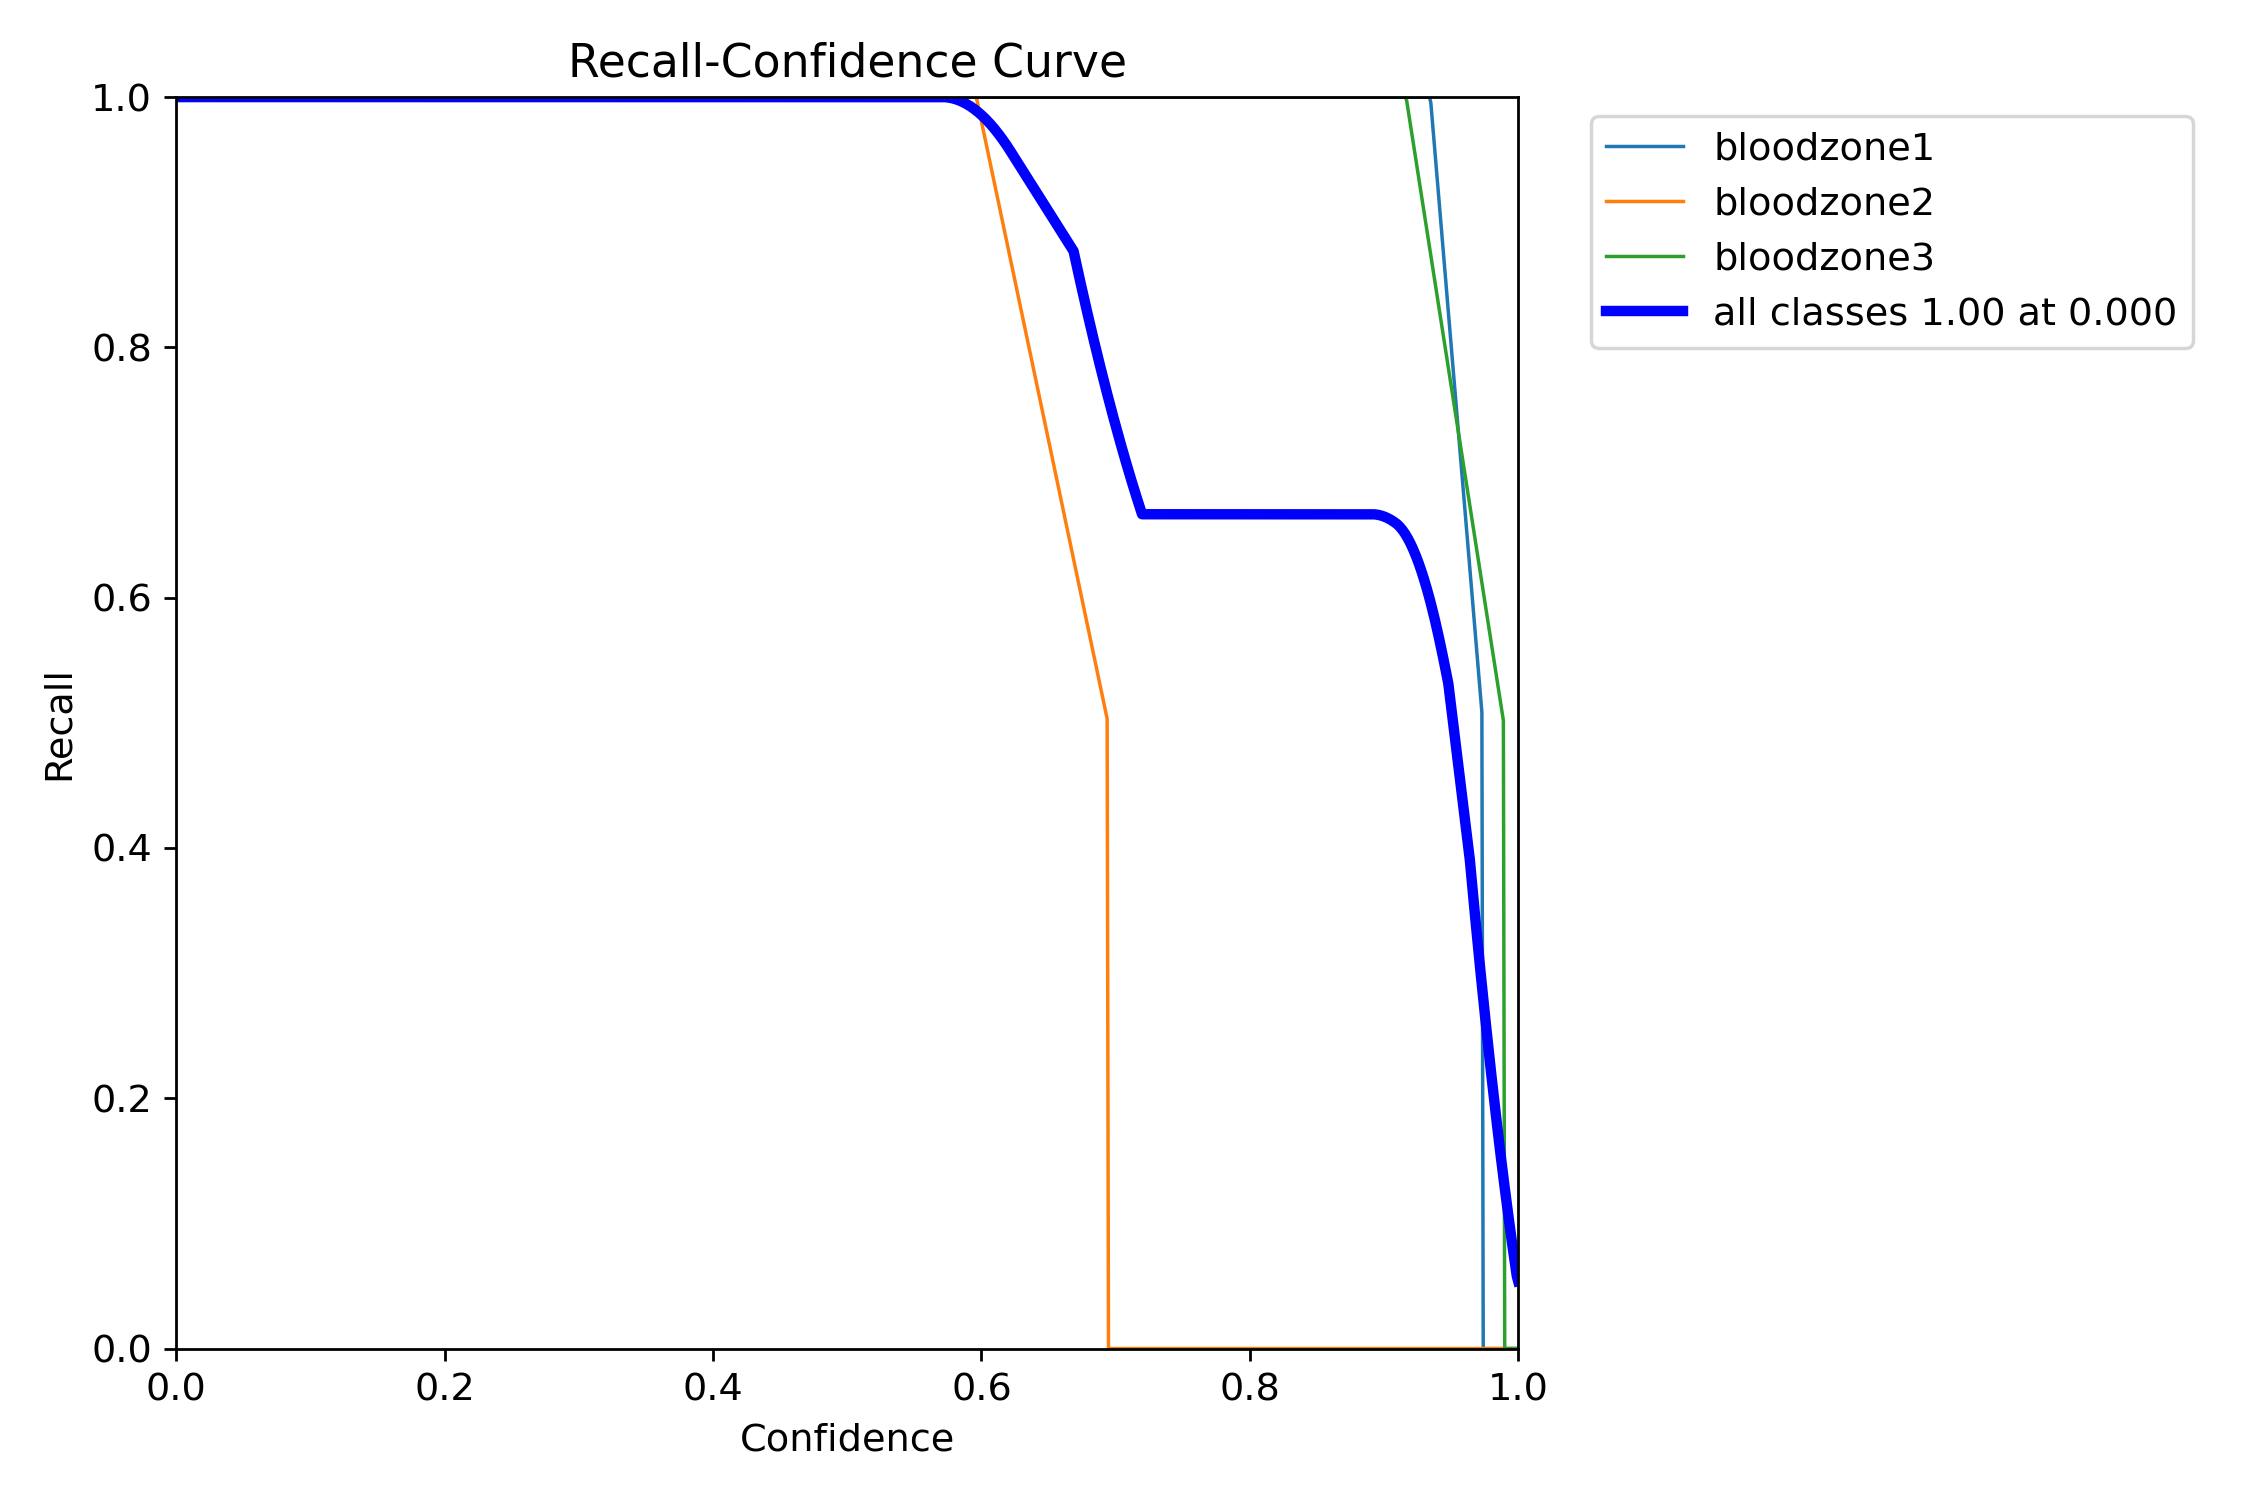 Recall-Confidence Curve
1.0
0.8
0.6
0.4
0.2
0.0
Recall
0.0 0.2 0.4 0.6 0.8 1.0
Confidence
bloodzone1
bloodzone2
bloodzone3
all classes 1.00 at 0.000